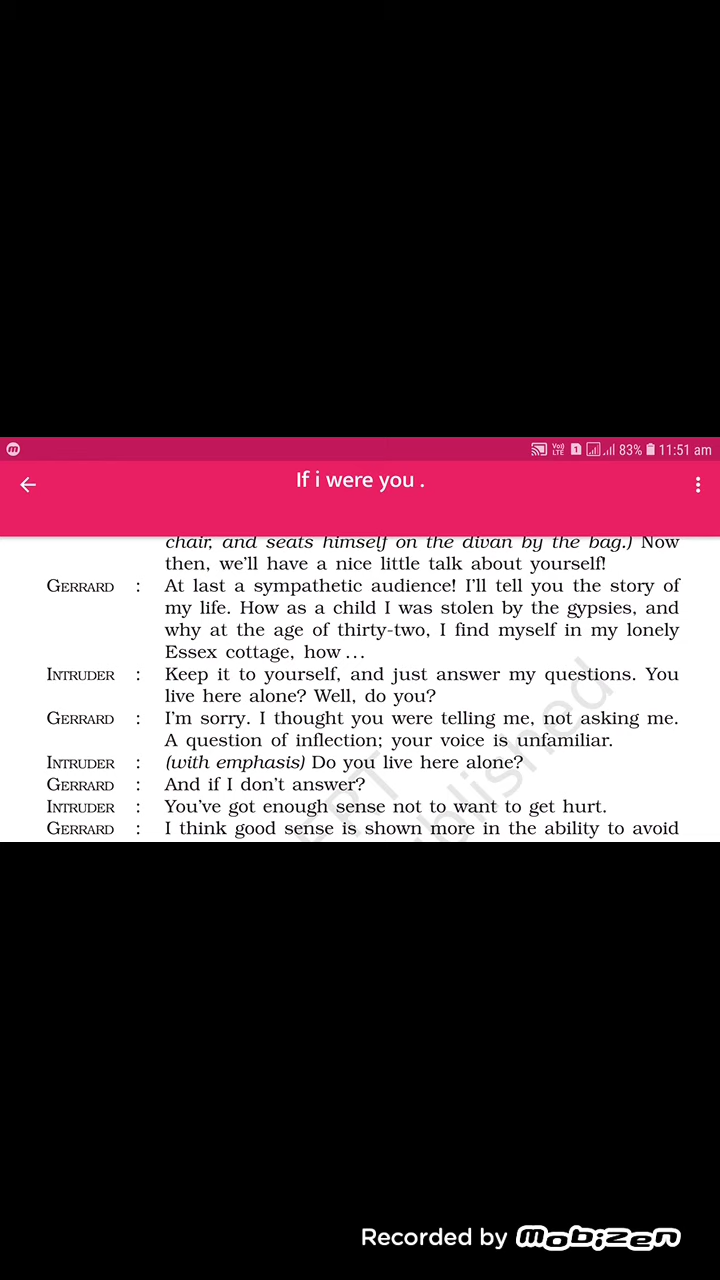 VoJ LTE 1 83% 11:51 am
If i were you .
chair, and seats himself on the divan by the bag.) Now
then, we'll have a nice little talk about yourself!
GERRARD : At last a sympathetic audience! I'll tell you the story of
my life. How as a child I was stolen by the gypsies, and
why at the age of thirty-two, I find myself in my lonely
Essex cottage, how ...
INTRUDER : Keep it to yourself, and just answer my questions. You
live here alone? Well, do you?
GERRARD : I'm sorry. I thought you were telling me, not asking me.
A question of inflection; your voice is unfamiliar.
INTRUDER : (with emphasis) Do you live here alone?
GERRARD : And if I don't answer?
INTRUDER : You've got enough sense not to want to get hurt.
GERRARD : I think good sense is shown more in the ability to avoid
Recorded by mobizen